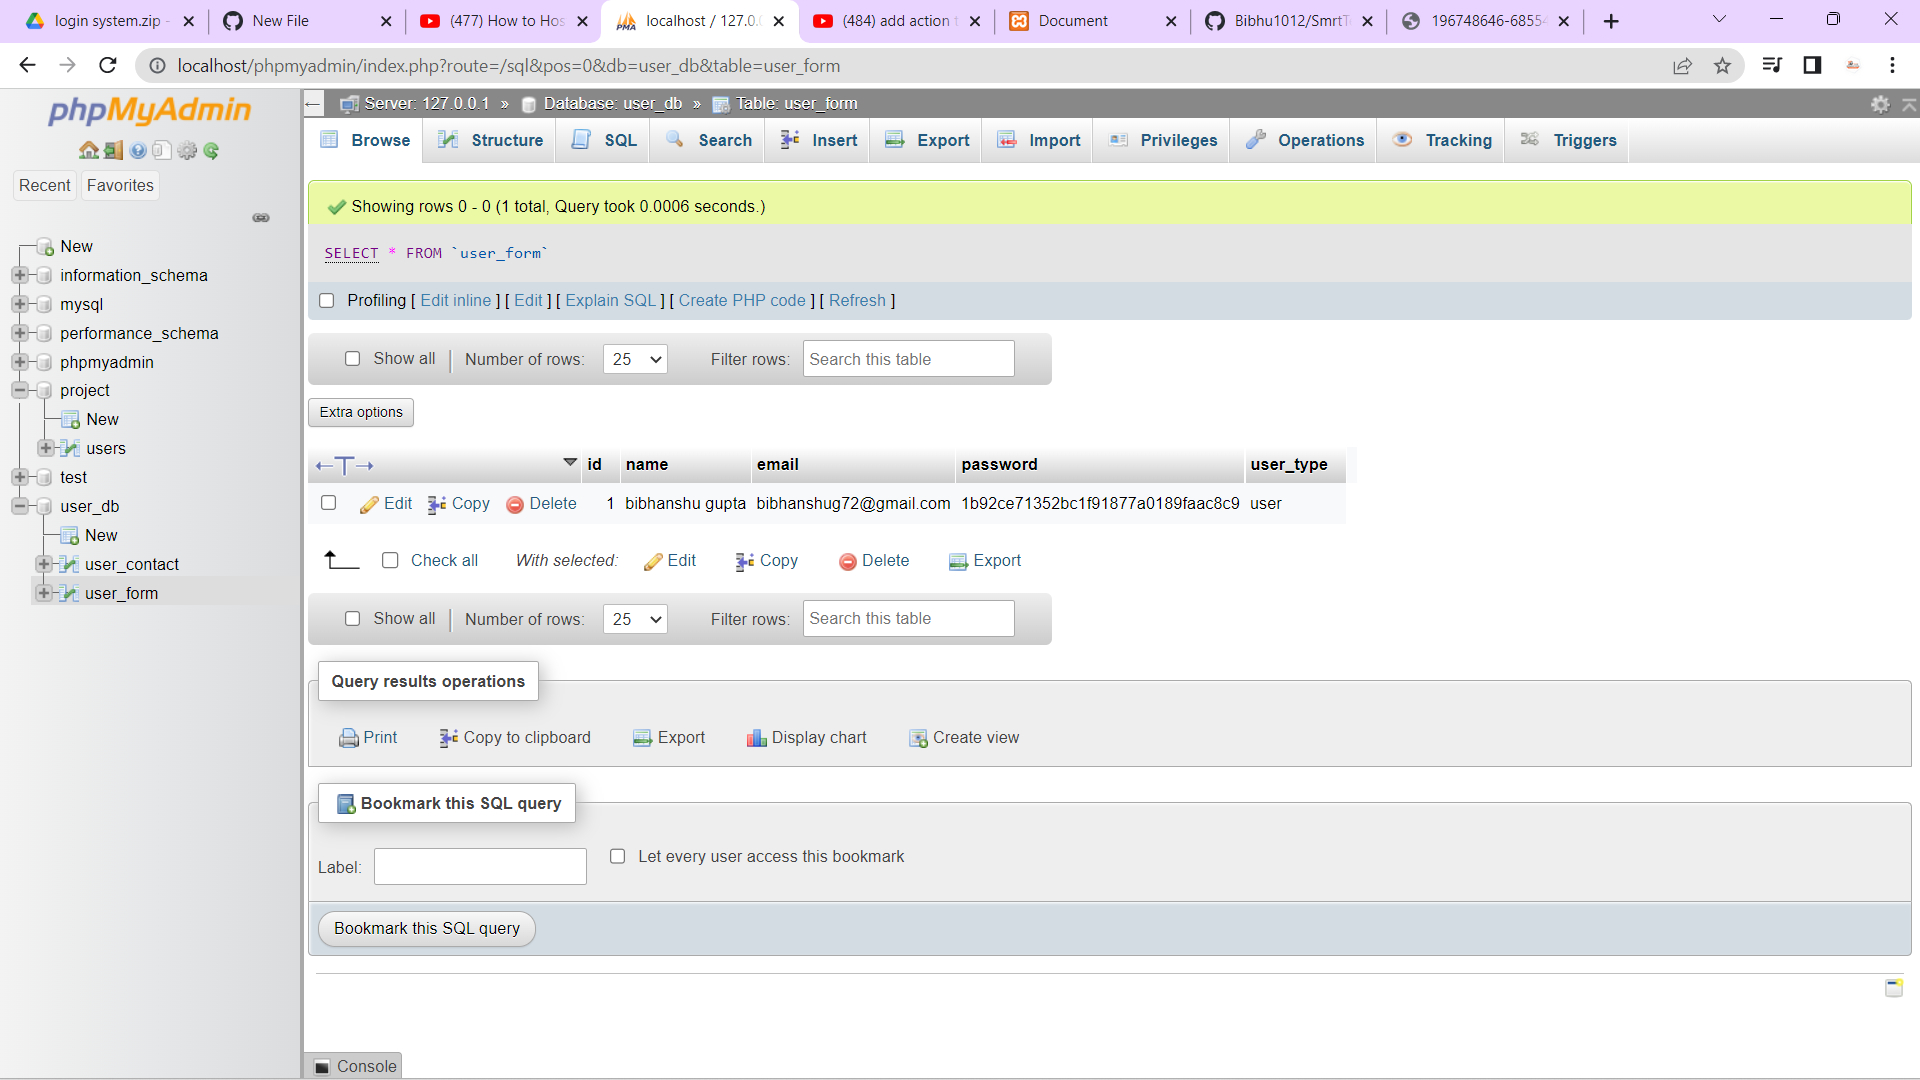 login system.zip -
New File
(477) How to Hos
localhost / 127.0.0
(484) add action t
Document
Bibhu1012/SmrtTe
196748646-6855
localhost/phpmyadmin/index.php?route=/sql&pos=0&db=user_db&table=user_form
phpMyAdmin
Recent
Favorites
New
information_schema
mysql
performance_schema
phpmyadmin
project
New
users
test
user_db
New
user_contact
user_form
Server: 127.0.0.1 » Database: user_db » Table: user_form
Browse
Structure
SQL
Search
Insert
Export
Import
Privileges
Operations
Tracking
Triggers
Showing rows 0 - 0 (1 total, Query took 0.0006 seconds.)
SELECT * FROM `user_form`
Profiling [ Edit inline ] [ Edit ] [ Explain SQL ] [ Create PHP code ] [ Refresh ]
Show all | Number of rows: 25 Filter rows: Search this table
Extra options
←T→ id name email password user_type
Edit Copy Delete 1 bibhanshu gupta bibhanshug72@gmail.com 1b92ce71352bc1f91877a0189faac8c9 user
Check all With selected: Edit Copy Delete Export
Show all | Number of rows: 25 Filter rows: Search this table
Query results operations
Print Copy to clipboard Export Display chart Create view
Bookmark this SQL query
Label: Let every user access this bookmark
Bookmark this SQL query
Console